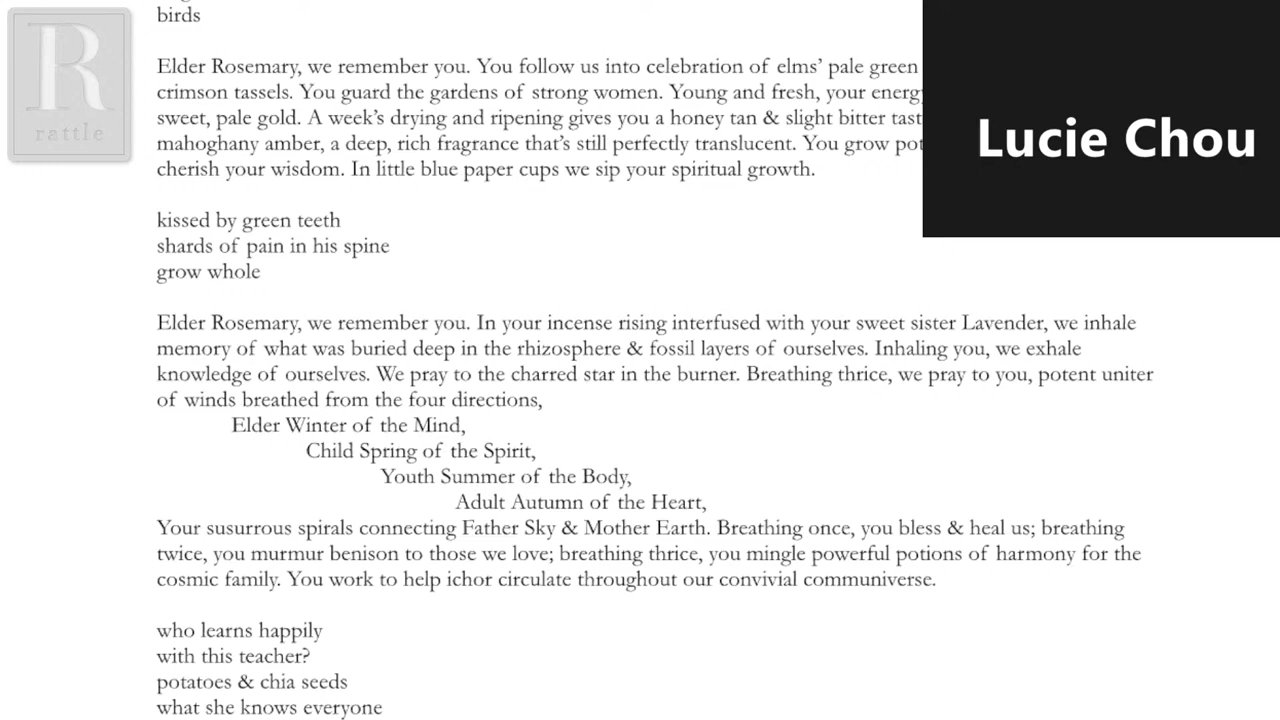 R
rattle
birds
Lucie Chou
Elder Rosemary, we remember you. You follow us into celebration of elms' pale green
crimson tassels. You guard the gardens of strong women. Young and fresh, your energy
sweet, pale gold. A week's drying and ripening gives you a honey tan & slight bitter tast
mahoghany amber, a deep, rich fragrance that's still perfectly translucent. You grow pot
cherish your wisdom. In little blue paper cups we sip your spiritual growth.
kissed by green teeth
shards of pain in his spine
grow whole
Elder Rosemary, we remember you. In your incense rising interfused with your sweet sister Lavender, we inhale
memory of what was buried deep in the rhizosphere & fossil layers of ourselves. Inhaling you, we exhale
knowledge of ourselves. We pray to the charred star in the burner. Breathing thrice, we pray to you, potent uniter
of winds breathed from the four directions,
Elder Winter of the Mind,
Child Spring of the Spirit,
Youth Summer of the Body,
Adult Autumn of the Heart,
Your susurrous spirals connecting Father Sky & Mother Earth. Breathing once, you bless & heal us; breathing
twice, you murmur benison to those we love; breathing thrice, you mingle powerful potions of harmony for the
cosmic family. You work to help ichor circulate throughout our convivial communiverse.
who learns happily
with this teacher?
potatoes & chia seeds
what she knows everyone